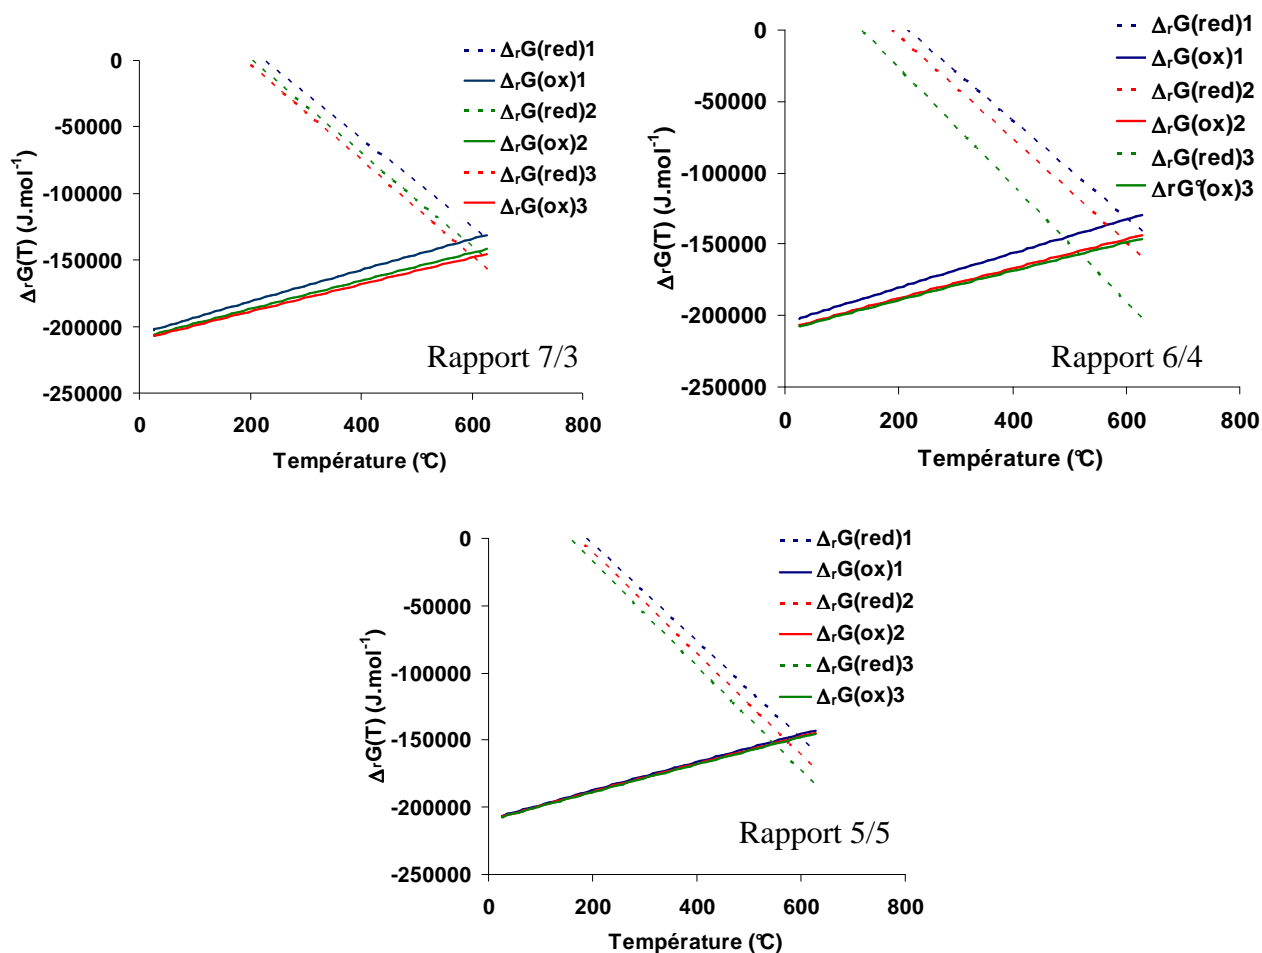 ΔrG(red)1
ΔrG(ox)1
ΔrG(red)2
ΔrG(ox)2
ΔrG(red)3
ΔrG(ox)3
0
-50000
-100000
-150000
-200000
-250000
ΔrG(T) (J.mol-1)
Rapport 7/3
0 200 400 600 800
Température (°C)
ΔrG(red)1
ΔrG(ox)1
ΔrG(red)2
ΔrG(ox)2
ΔrG(red)3
ΔrG°(ox)3
0
-50000
-100000
-150000
-200000
-250000
ΔrG(T) (J.mol-1)
Rapport 6/4
0 200 400 600 800
Température (°C)
ΔrG(red)1
ΔrG(ox)1
ΔrG(red)2
ΔrG(ox)2
ΔrG(red)3
ΔrG(ox)3
0
-50000
-100000
-150000
-200000
-250000
ΔrG(T) (J.mol-1)
Rapport 5/5
0 200 400 600 800
Température (°C)